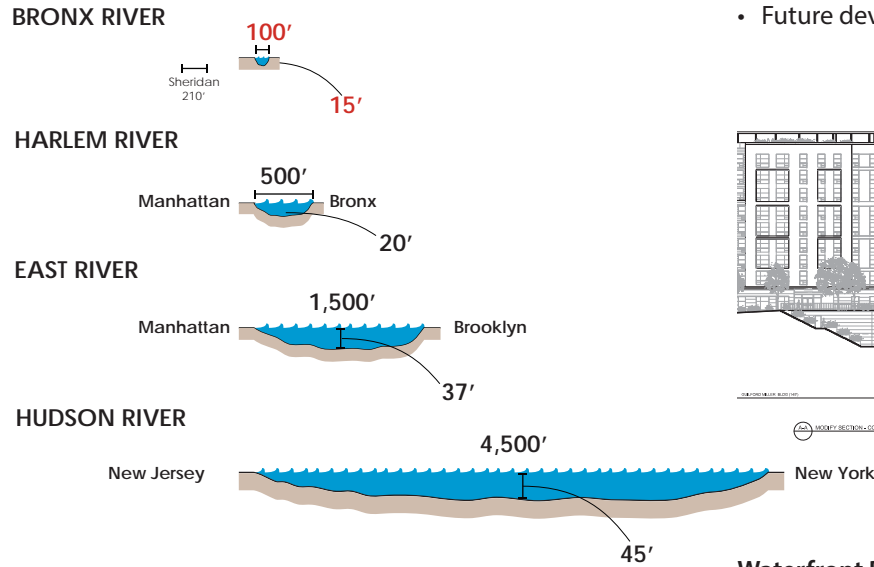 BRONX RIVER
100′
Sheridan
210′
15′
HARLEM RIVER
500′
Manhattan
Bronx
20′
EAST RIVER
1,500′
Manhattan
Brooklyn
37′
HUDSON RIVER
4,500′
New Jersey
New York
45′
• Future dev
A-A